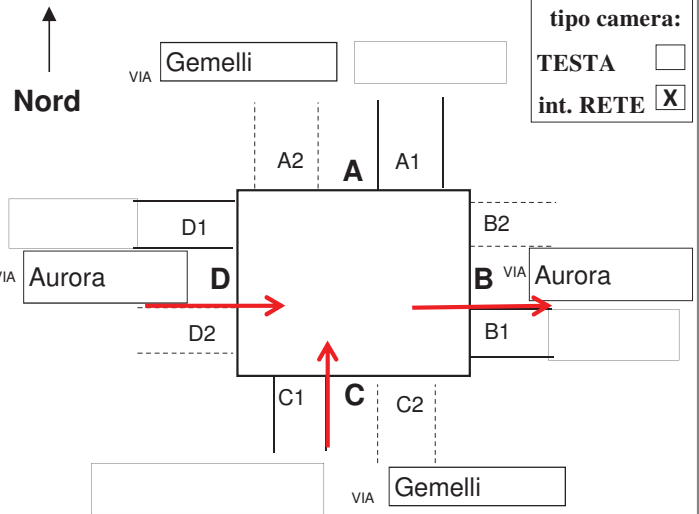 tipo camera:
VIA Gemelli
TESTA
Nord
int. RETE X
A2 A A1
D1 B2
VIA Aurora D B VIA Aurora
D2 B1
C1 C C2
VIA Gemelli